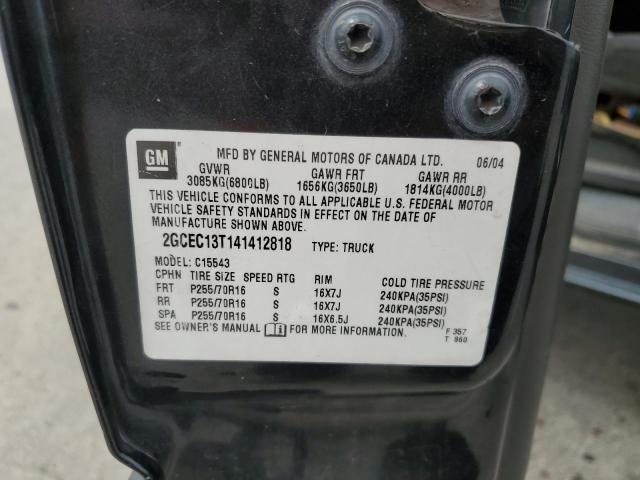 GM
MFD BY GENERAL MOTORS OF CANADA LTD. 06/04
GVWR GAWR FRT GAWR RR
3085KG(6800LB) 1656KG(3650LB) 1814KG(4000LB)
THIS VEHICLE CONFORMS TO ALL APPLICABLE U.S. FEDERAL MOTOR
VEHICLE SAFETY STANDARDS IN EFFECT ON THE DATE OF
MANUFACTURE SHOWN ABOVE.
2GCEC13T141412818 TYPE: TRUCK
MODEL: C15543
CPHN TIRE SIZE SPEED RTG RIM COLD TIRE PRESSURE
FRT P255/70R16 S 16X7J 240KPA(35PSI)
RR P255/70R16 S 16X7J 240KPA(35PSI)
SPA P255/70R16 S 16X6.5J 240KPA(35PSI)
SEE OWNER'S MANUAL FOR MORE INFORMATION. F 357
T 860